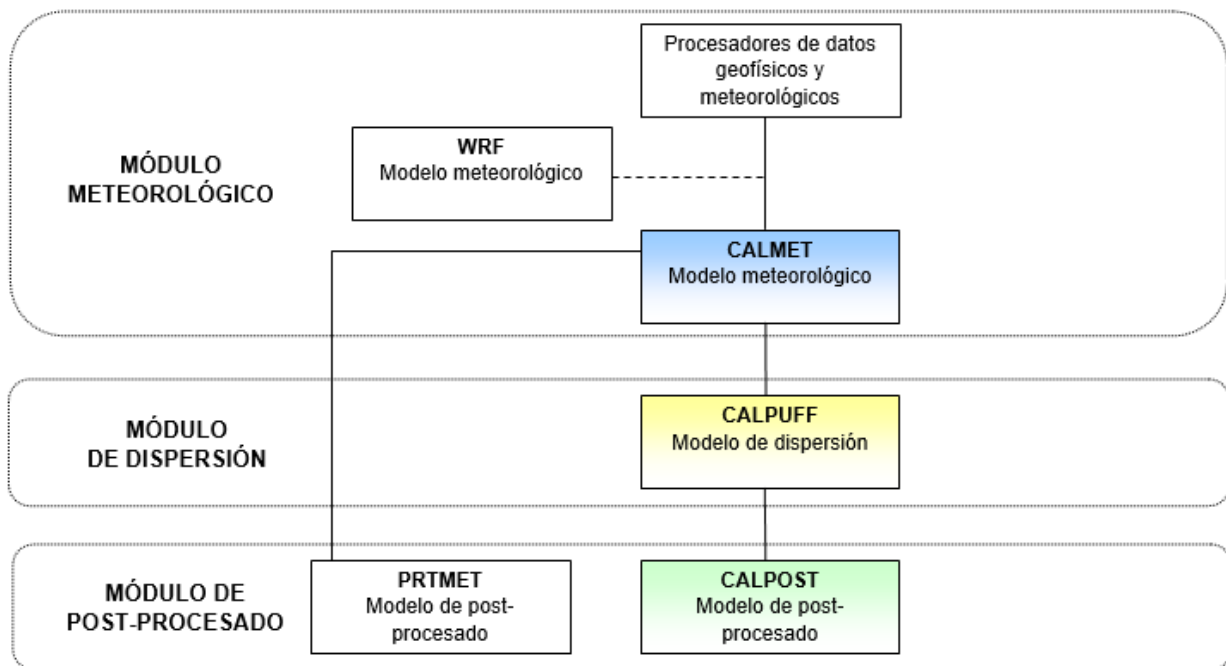 Procesadores de datos
geofísicos y
meteorológicos
WRF
Modelo meteorológico
MÓDULO
METEOROLÓGICO
CALMET
Modelo meteorológico
MÓDULO
DE DISPERSIÓN
CALPUFF
Modelo de dispersión
MÓDULO DE
POST-PROCESADO
PRTMET
Modelo de post-
procesado
CALPOST
Modelo de post-
procesado